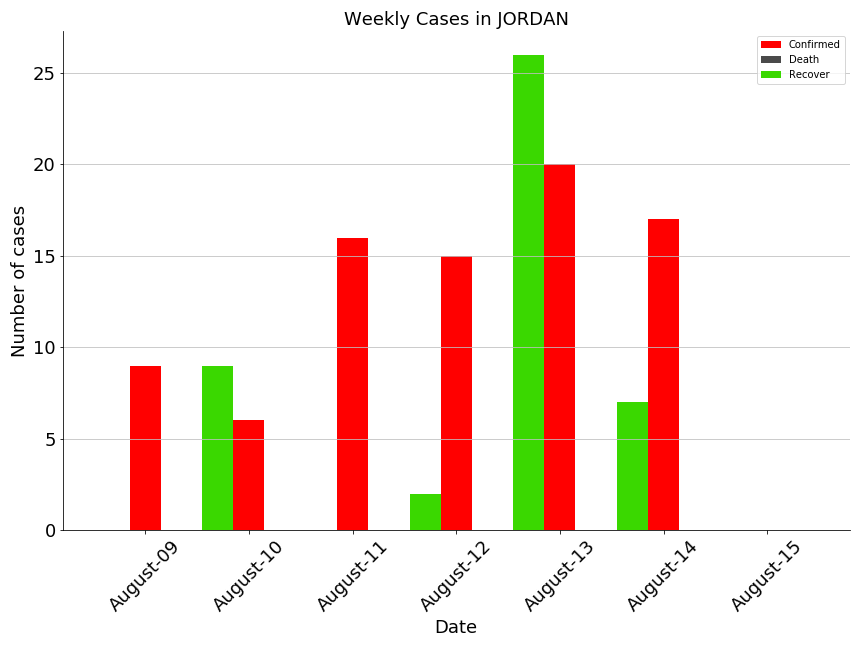 Weekly Cases in JORDAN
Confirmed
Death
Recover
Number of cases
25
20
15
10
5
0
August-09
August-10
August-11
August-12
August-13
August-14
August-15
Date